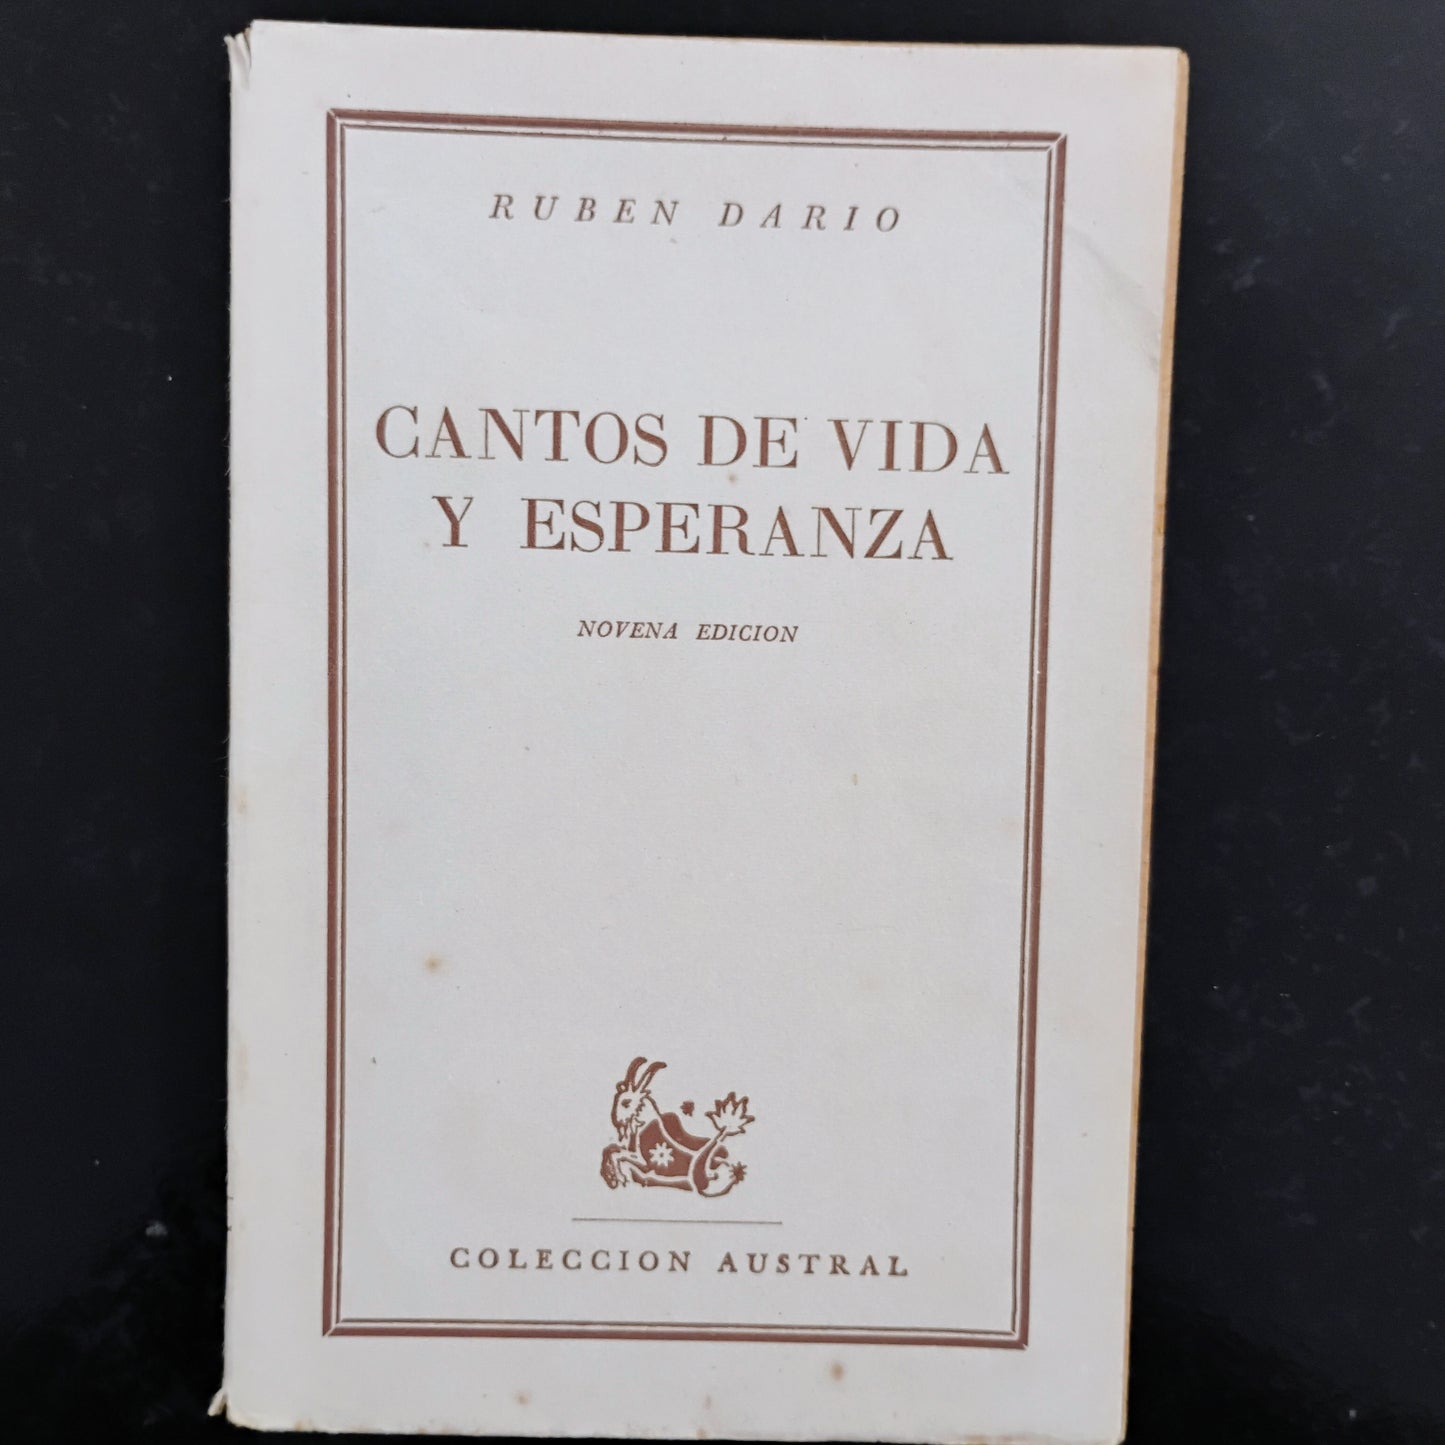 RUBEN DARIO
CANTOS DE VIDA
Y ESPERANZA
NOVENA EDICION
COLECCION AUSTRAL